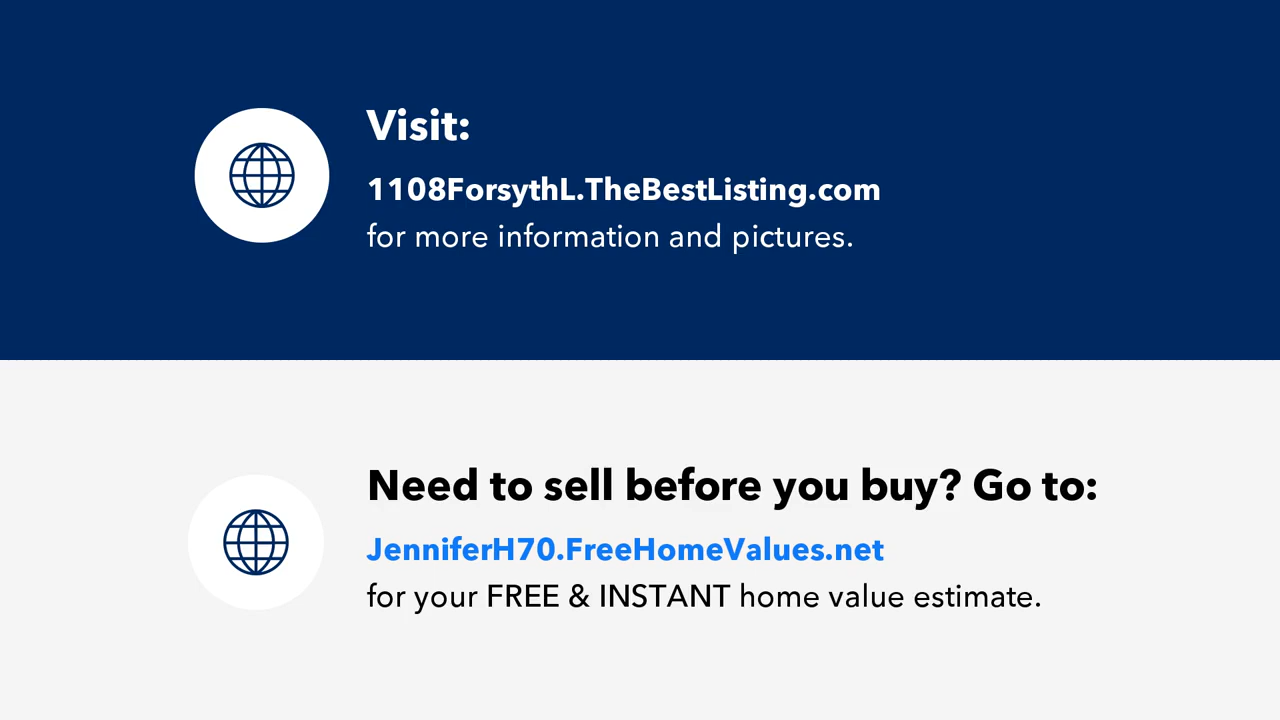 Visit:
1108ForsythL.TheBestListing.com
for more information and pictures.
Need to sell before you buy? Go to:
JenniferH70.FreeHomeValues.net
for your FREE & INSTANT home value estimate.